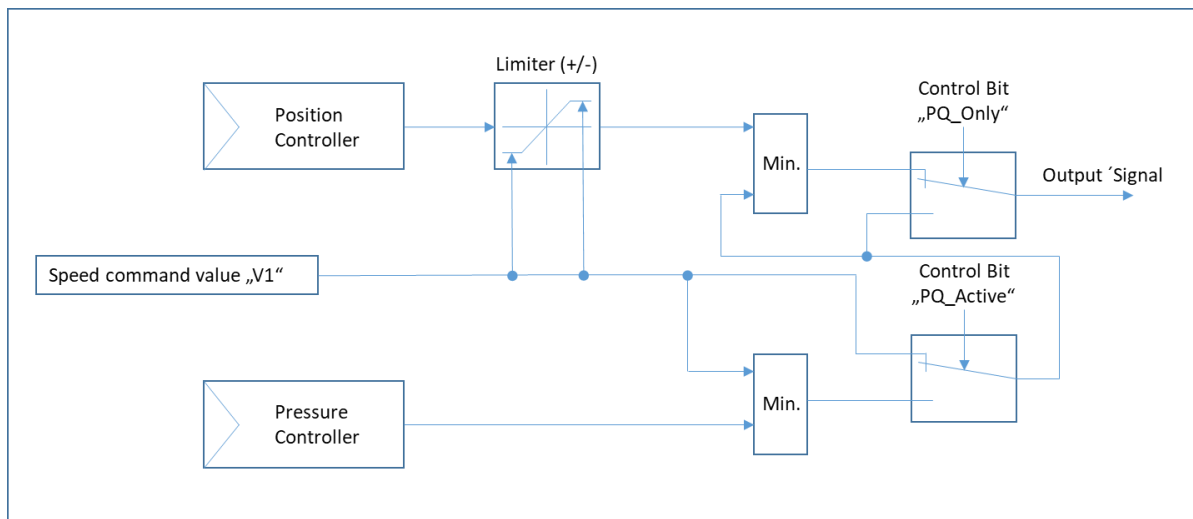 Limiter (+/-)
Position
Controller
Control Bit
„PQ_Only“
Min.
Output ´Signal
Speed command value „V1“
Control Bit
„PQ_Active“
Pressure
Controller
Min.